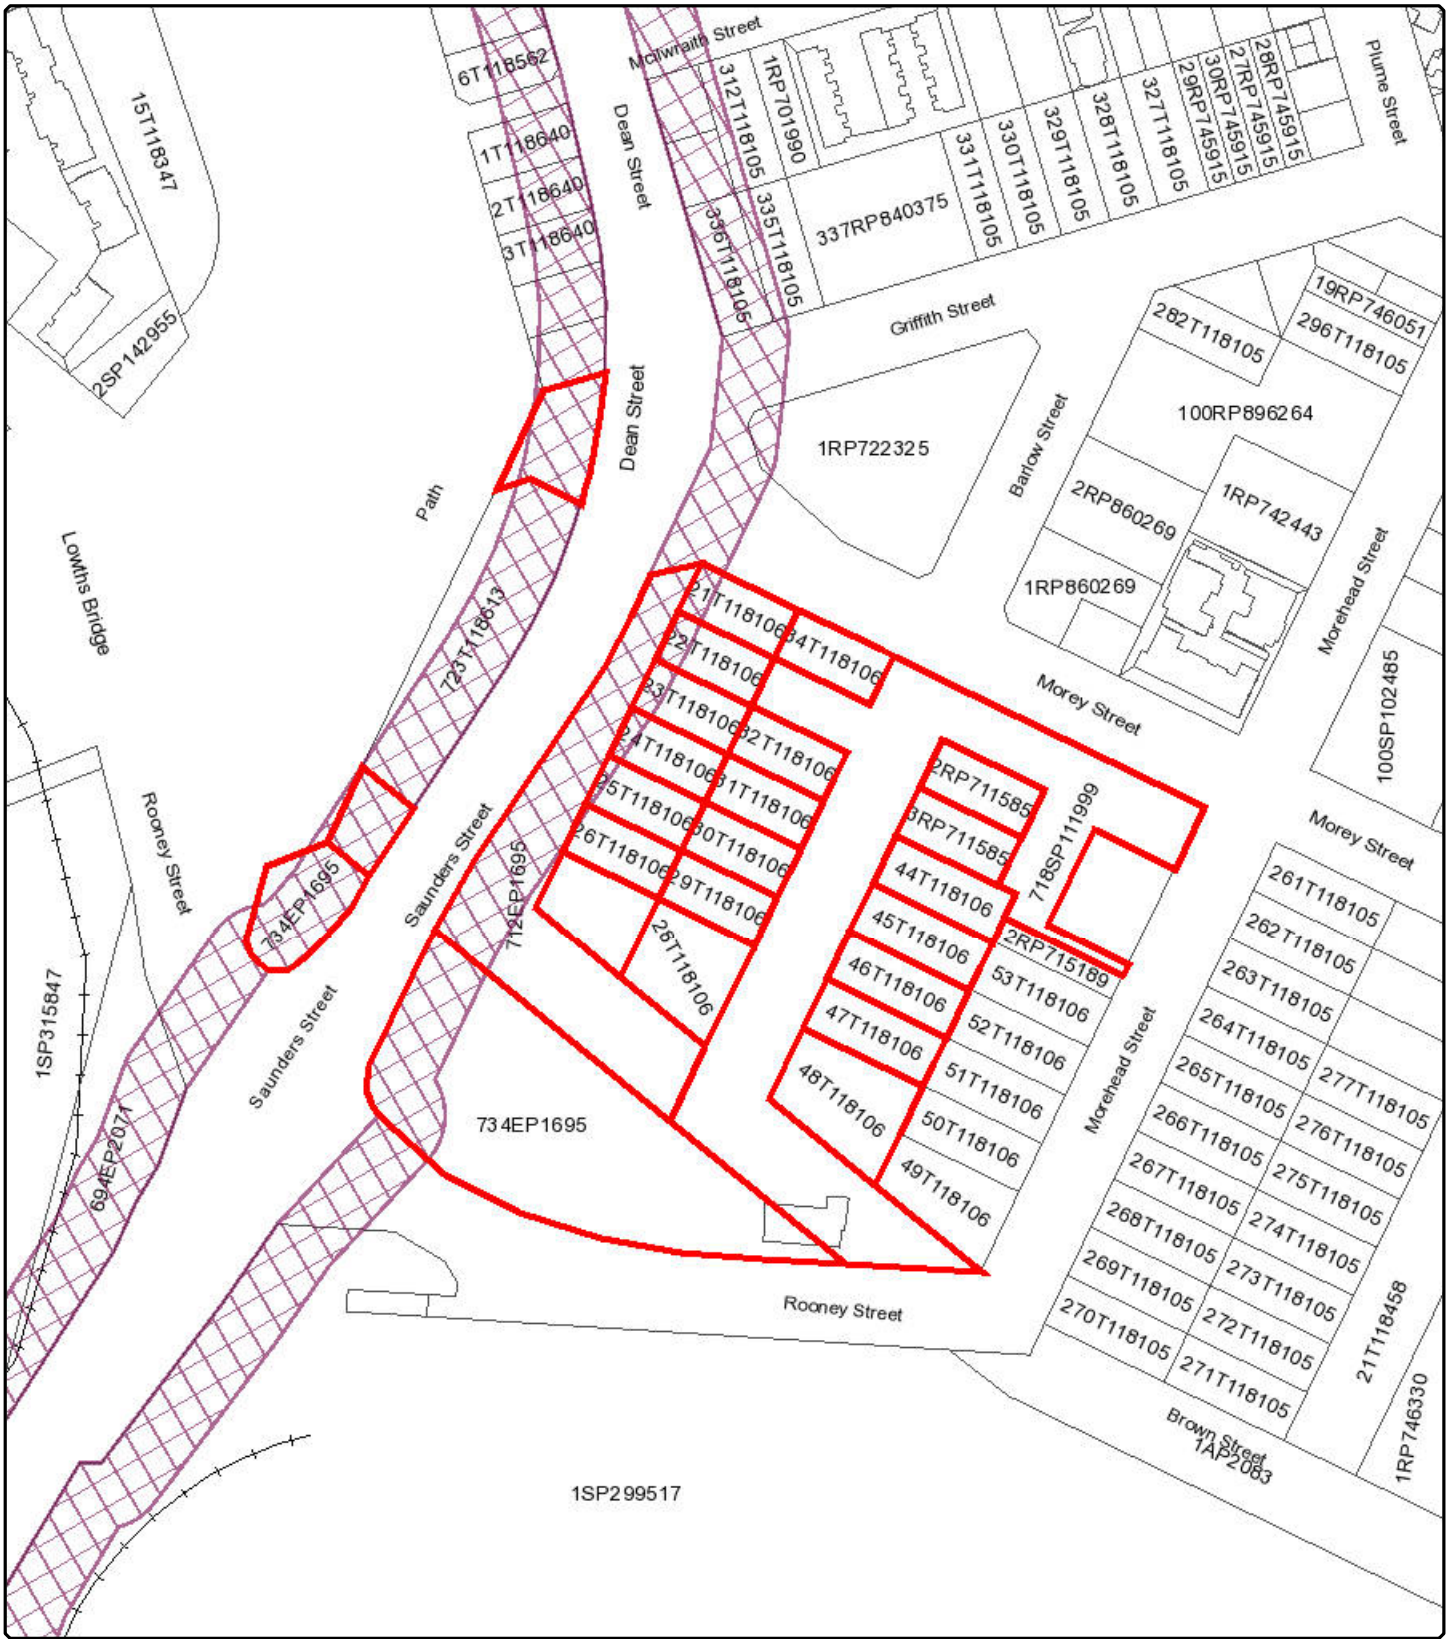 Mcilwraith Street
6T118562
15T118347
Dean Street
312T118105
1RP701990
28RP745915
27RP745915
30RP745915
29RP745915
327T118105
328T118105
329T118105
330T118105
331T118105
Plume Street
1T118640
2T118640
3T118640
336T118105
335T118105
337RP840375
Griffith Street
19RP746051
296T118105
282T118105
2SP142955
Dean Street
1RP722325
100RP896264
Barlow Street
2RP860269
1RP742443
Path
Lowths Bridge
1RP860269
Morehead Street
723T118613
21T118106
34T118106
22T118106
23T118106
32T118106
24T118106
31T118106
25T118106
30T118106
26T118106
29T118106
28T118106
Morey Street
100SP102485
2RP711585
3RP711585
718SP111999
44T118106
45T118106
2RP715189
46T118106
53T118106
47T118106
52T118106
48T118106
51T118106
50T118106
49T118106
Morey Street
Rooney Street
Saunders Street
712EP1695
734EP1695
261T118105
262T118105
263T118105
264T118105
265T118105
277T118105
266T118105
276T118105
267T118105
275T118105
268T118105
274T118105
269T118105
273T118105
270T118105
272T118105
271T118105
1SP315847
Saunders Street
Morehead Street
694EP2071
734EP1695
Rooney Street
21T118458
1RP746330
Brown Street
1AP2083
1SP299517